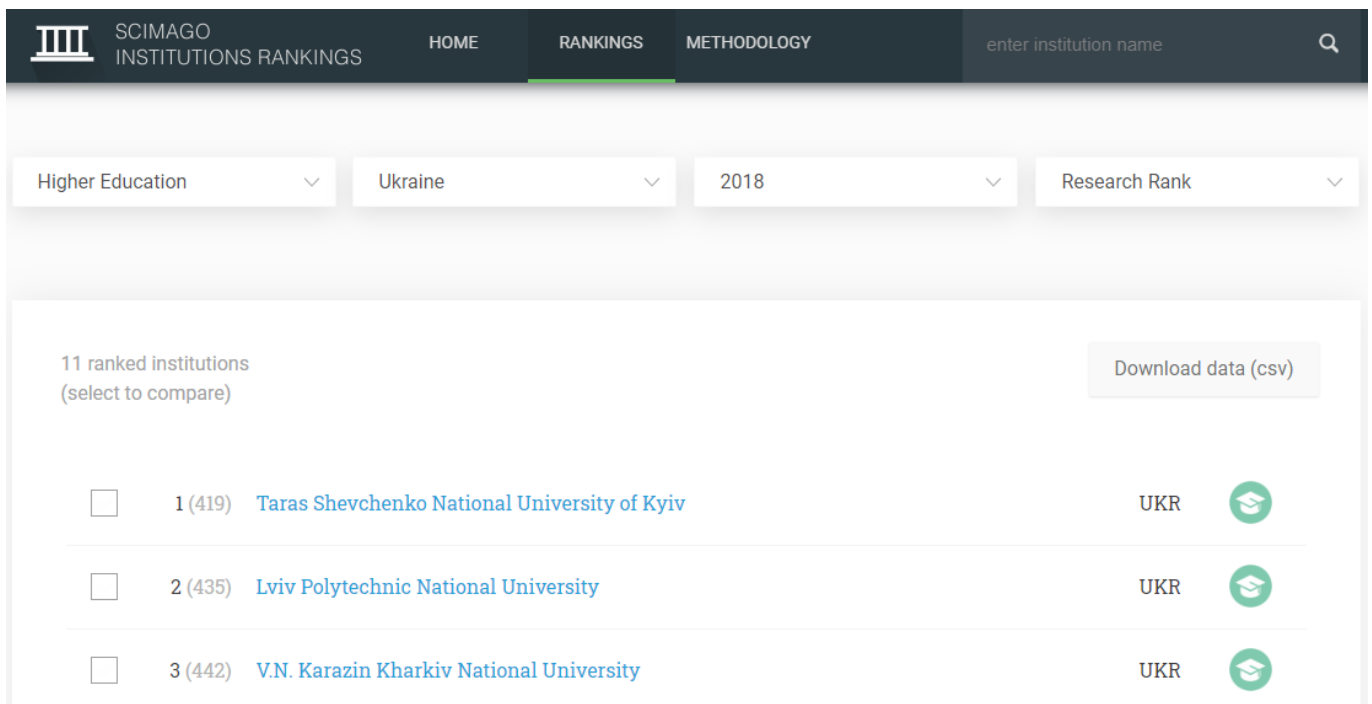 SCIMAGO
INSTITUTIONS RANKINGS
HOME
RANKINGS
METHODOLOGY
enter institution name
Higher Education
Ukraine
2018
Research Rank
11 ranked institutions
(select to compare)
Download data (csv)
1 (419) Taras Shevchenko National University of Kyiv UKR
2 (435) Lviv Polytechnic National University UKR
3 (442) V.N. Karazin Kharkiv National University UKR